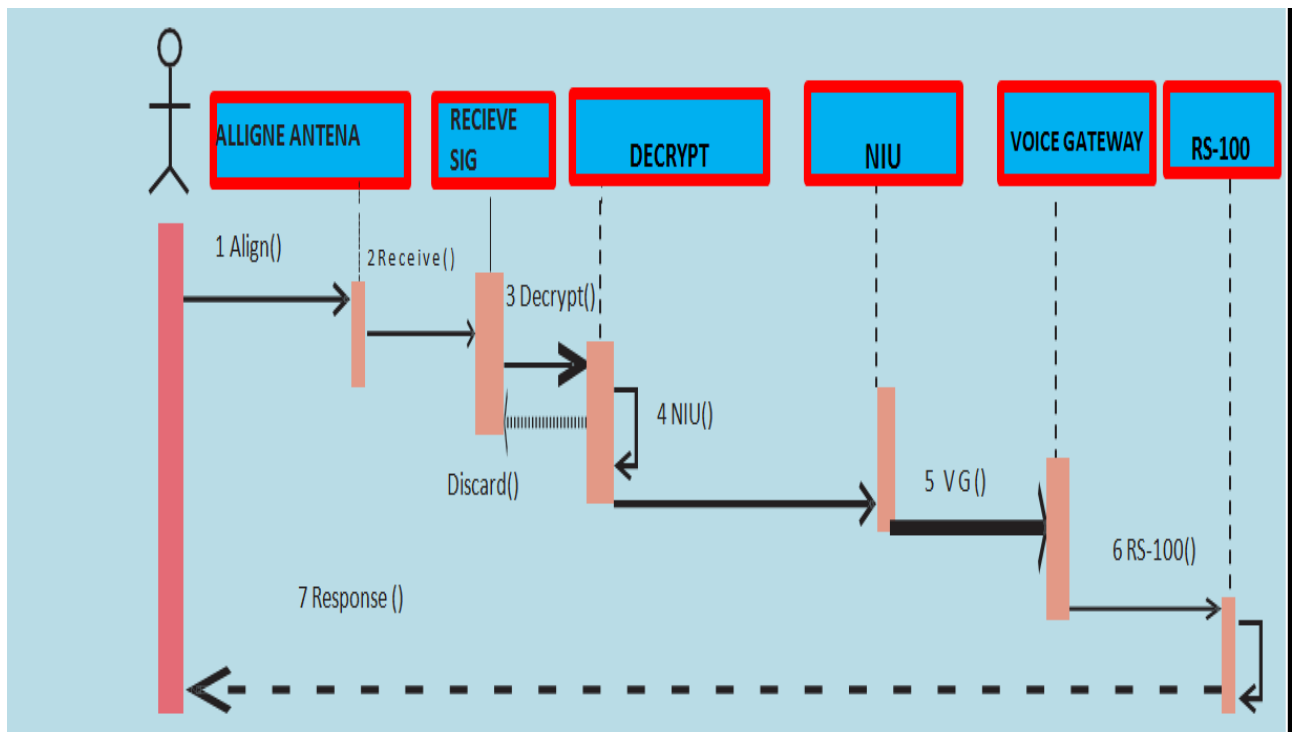 ALLIGNE ANTENA
RECIEVE
SIG
DECRYPT
NIU
VOICE GATEWAY
RS-100
1 Align()
2 Receive()
3 Decrypt()
4 NIU()
Discard()
5 VG()
6 RS-100()
7 Response ()